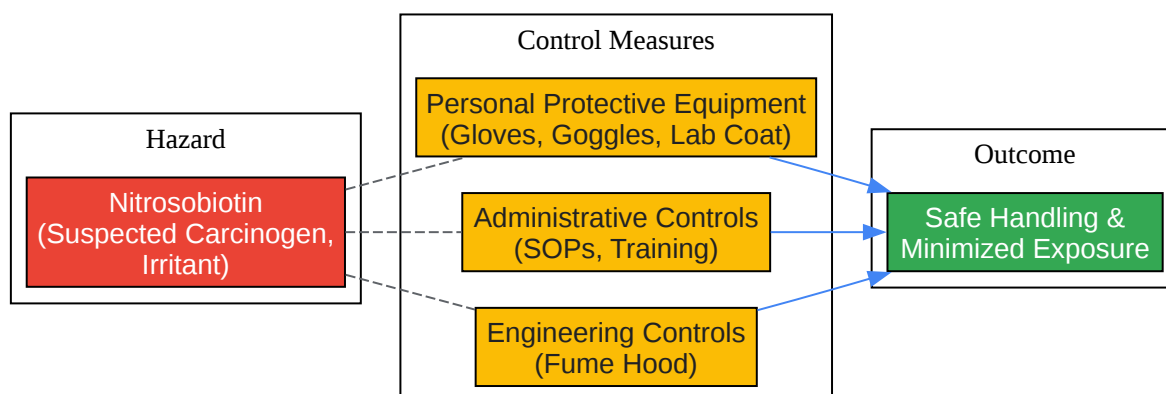 Hazard
Nitrosobiotin
(Suspected Carcinogen,
Irritant)
Control Measures
Personal Protective Equipment
(Gloves, Goggles, Lab Coat)
Administrative Controls
(SOPs, Training)
Engineering Controls
(Fume Hood)
Outcome
Safe Handling &
Minimized Exposure